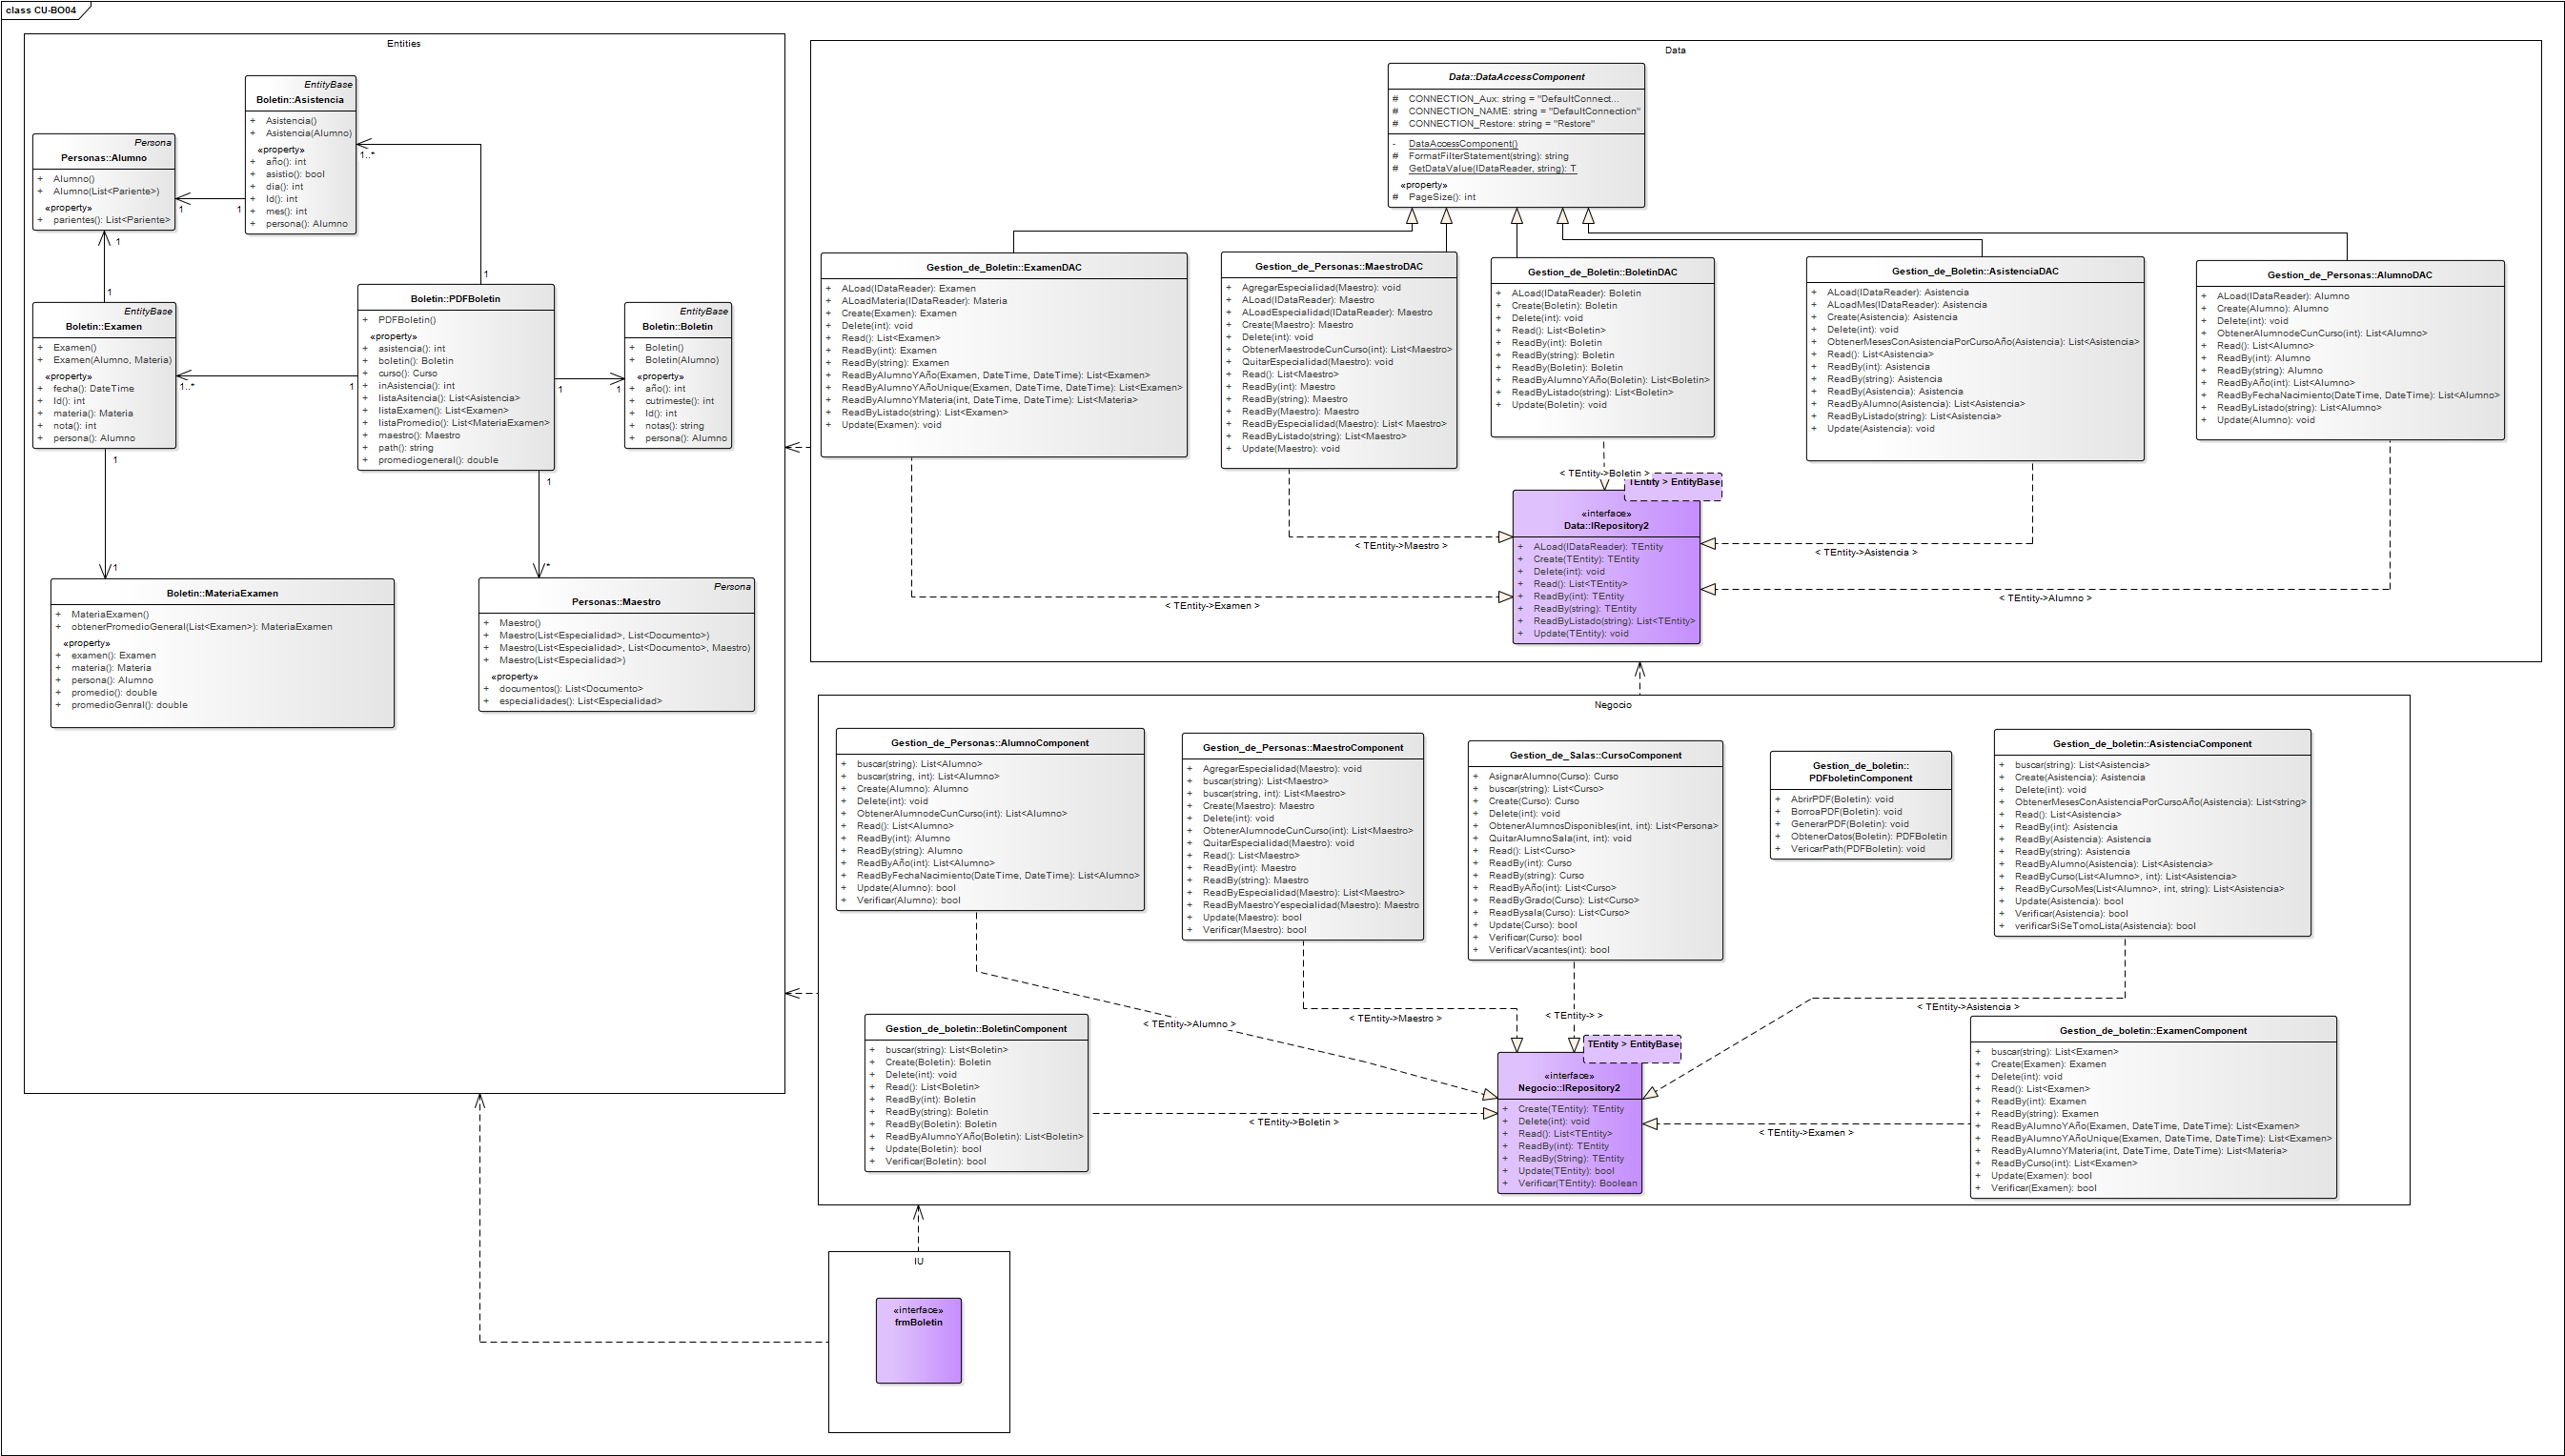 class CU-BO04
Entities
EntityBase
Boletin::Asistencia
+ Asistencia()
+ Asistencia(Alumno)
«property»
+ año(): int
+ asistio(): bool
+ dia(): int
+ Id(): int
+ mes(): int
+ persona(): Alumno
Persona
Personas::Alumno
+ Alumno()
+ Alumno(List<Pariente>)
«property»
+ parientes(): List<Pariente>
1..*
1
1
1
1
1
EntityBase
Boletin::Examen
+ Examen()
+ Examen(Alumno, Materia)
«property»
+ fecha(): DateTime
+ Id(): int
+ materia(): Materia
+ nota(): int
+ persona(): Alumno
Boletin::PDFBoletin
+ PDFBoletin()
«property»
+ asistencia(): int
+ boletin(): Boletin
+ curso(): Curso
+ inAsistencia(): int
+ listaAsitencia(): List<Asistencia>
+ listaExamen(): List<Examen>
+ listaPromedio(): List<MateriaExamen>
+ maestro(): Maestro
+ path(): string
+ promediogeneral(): double
EntityBase
Boletin::Boletin
+ Boletin()
+ Boletin(Alumno)
«property»
+ año(): int
+ cutrimeste(): int
+ Id(): int
+ notas(): string
+ persona(): Alumno
1..*
1
1
1
1
1
1
*
Boletin::MateriaExamen
+ MateriaExamen()
+ obtenerPromedioGeneral(List<Examen>): MateriaExamen
«property»
+ examen(): Examen
+ materia(): Materia
+ persona(): Alumno
+ promedio(): double
+ promedioGenral(): double
Persona
Personas::Maestro
+ Maestro()
+ Maestro(List<Especialidad>, List<Documento>)
+ Maestro(List<Especialidad>, List<Documento>, Maestro)
+ Maestro(List<Especialidad>)
«property»
+ documentos(): List<Documento>
+ especialidades(): List<Especialidad>
Data
Data::DataAccessComponent
# CONNECTION_Aux: string = "DefaultConnect...
# CONNECTION_NAME: string = "DefaultConnection"
# CONNECTION_Restore: string = "Restore"
- DataAccessComponent()
# FormatFilterStatement(string): string
# GetDataValue(IDataReader, string): T
«property»
# PageSize(): int
Gestion_de_Boletin::ExamenDAC
+ ALoad(IDataReader): Examen
+ ALoadMateria(IDataReader): Materia
+ Create(Examen): Examen
+ Delete(int): void
+ Read(): List<Examen>
+ ReadBy(int): Examen
+ ReadBy(string): Examen
+ ReadByAlumnoYAño(Examen, DateTime, DateTime): List<Examen>
+ ReadByAlumnoYAñoUnique(Examen, DateTime, DateTime): List<Examen>
+ ReadByAlumnoYMateria(int, DateTime, DateTime): List<Materia>
+ ReadByListado(string): List<Examen>
+ Update(Examen): void
Gestion_de_Personas::MaestroDAC
+ AgregarEspecialidad(Maestro): void
+ ALoad(IDataReader): Maestro
+ ALoadEspecialidad(IDataReader): Maestro
+ Create(Maestro): Maestro
+ Delete(int): void
+ ObtenerMaestrodeCunCurso(int): List<Maestro>
+ QuitarEspecialidad(Maestro): void
+ Read(): List<Maestro>
+ ReadBy(int): Maestro
+ ReadBy(string): Maestro
+ ReadBy(Maestro): Maestro
+ ReadByEspecialidad(Maestro): List< Maestro>
+ ReadByListado(string): List<Maestro>
+ Update(Maestro): void
Gestion_de_Boletin::BoletinDAC
+ ALoad(IDataReader): Boletin
+ Create(Boletin): Boletin
+ Delete(int): void
+ Read(): List<Boletin>
+ ReadBy(int): Boletin
+ ReadBy(string): Boletin
+ ReadBy(Boletin): Boletin
+ ReadByAlumnoYAño(Boletin): List<Boletin>
+ ReadByListado(string): List<Boletin>
+ Update(Boletin): void
Gestion_de_Boletin::AsistenciaDAC
+ ALoad(IDataReader): Asistencia
+ ALoadMes(IDataReader): Asistencia
+ Create(Asistencia): Asistencia
+ Delete(int): void
+ ObtenerMesesConAsistenciaPorCursoAño(Asistencia): List<Asistencia>
+ Read(): List<Asistencia>
+ ReadBy(int): Asistencia
+ ReadBy(string): Asistencia
+ ReadBy(Asistencia): Asistencia
+ ReadByAlumno(Asistencia): List<Asistencia>
+ ReadByListado(string): List<Asistencia>
+ Update(Asistencia): void
Gestion_de_Personas::AlumnoDAC
+ ALoad(IDataReader): Alumno
+ Create(Alumno): Alumno
+ Delete(int): void
+ ObtenerAlumnodeCunCurso(int): List<Alumno>
+ Read(): List<Alumno>
+ ReadBy(int): Alumno
+ ReadBy(string): Alumno
+ ReadByAño(int): List<Alumno>
+ ReadByFechaNacimiento(DateTime, DateTime): List<Alumno>
+ ReadByListado(string): List<Alumno>
+ Update(Alumno): void
< TEntity->Boletin >
TEntity > EntityBase
«interface»
Data::IRepository2
+ ALoad(IDataReader): TEntity
+ Create(TEntity): TEntity
+ Delete(int): void
+ Read(): List<TEntity>
+ ReadBy(int): TEntity
+ ReadBy(string): TEntity
+ ReadByListado(string): List<TEntity>
+ Update(TEntity): void
< TEntity->Maestro >
< TEntity->Asistencia >
< TEntity->Examen >
< TEntity->Alumno >
Negocio
Gestion_de_Personas::AlumnoComponent
+ buscar(string): List<Alumno>
+ buscar(string, int): List<Alumno>
+ Create(Alumno): Alumno
+ Delete(int): void
+ ObtenerAlumnodeCunCurso(int): List<Alumno>
+ Read(): List<Alumno>
+ ReadBy(int): Alumno
+ ReadBy(string): Alumno
+ ReadByAño(int): List<Alumno>
+ ReadByFechaNacimiento(DateTime, DateTime): List<Alumno>
+ Update(Alumno): bool
+ Verificar(Alumno): bool
Gestion_de_Personas::MaestroComponent
+ AgregarEspecialidad(Maestro): void
+ buscar(string): List<Maestro>
+ buscar(string, int): List<Maestro>
+ Create(Maestro): Maestro
+ Delete(int): void
+ ObtenerAlumnodeCunCurso(int): List<Maestro>
+ QuitarEspecialidad(Maestro): void
+ Read(): List<Maestro>
+ ReadBy(int): Maestro
+ ReadBy(string): Maestro
+ ReadByEspecialidad(Maestro): List<Maestro>
+ ReadByMaestroYespecialidad(Maestro): Maestro
+ Update(Maestro): bool
+ Verificar(Maestro): bool
Gestion_de_Salas::CursoComponent
+ AsignarAlumno(Curso): Curso
+ buscar(string): List<Curso>
+ Create(Curso): Curso
+ Delete(int): void
+ ObtenerAlumnosDisponibles(int, int): List<Persona>
+ QuitarAlumnoSala(int, int): void
+ Read(): List<Curso>
+ ReadBy(int): Curso
+ ReadBy(string): Curso
+ ReadByAño(int): List<Curso>
+ ReadByGrado(Curso): List<Curso>
+ ReadBysala(Curso): List<Curso>
+ Update(Curso): bool
+ Verificar(Curso): bool
+ VerificarVacantes(int): bool
Gestion_de_boletin::
PDFboletinComponent
+ AbrirPDF(Boletin): void
+ BorroaPDF(Boletin): void
+ GenerarPDF(Boletin): void
+ ObtenerDatos(Boletin): PDFBoletin
+ VericarPath(PDFBoletin): void
Gestion_de_boletin::AsistenciaComponent
+ buscar(string): List<Asistencia>
+ Create(Asistencia): Asistencia
+ Delete(int): void
+ ObtenerMesesConAsistenciaPorCursoAño(Asistencia): List<string>
+ Read(): List<Asistencia>
+ ReadBy(int): Asistencia
+ ReadBy(Asistencia): Asistencia
+ ReadBy(string): Asistencia
+ ReadByAlumno(Asistencia): List<Asistencia>
+ ReadByCurso(List<Alumno>, int): List<Asistencia>
+ ReadByCursoMes(List<Alumno>, int, string): List<Asistencia>
+ Update(Asistencia): bool
+ Verificar(Asistencia): bool
+ verificarSiSeTomoLista(Asistencia): bool
< TEntity->Alumno >
< TEntity->Maestro >
< TEntity-> >
< TEntity->Asistencia >
Gestion_de_boletin::BoletinComponent
+ buscar(string): List<Boletin>
+ Create(Boletin): Boletin
+ Delete(int): void
+ Read(): List<Boletin>
+ ReadBy(int): Boletin
+ ReadBy(string): Boletin
+ ReadBy(Boletin): Boletin
+ ReadByAlumnoYAño(Boletin): List<Boletin>
+ Update(Boletin): bool
+ Verificar(Boletin): bool
< TEntity->Boletin >
TEntity > EntityBase
«interface»
Negocio::IRepository2
+ Create(TEntity): TEntity
+ Delete(int): void
+ Read(): List<TEntity>
+ ReadBy(int): TEntity
+ ReadBy(String): TEntity
+ Update(TEntity): bool
+ Verificar(TEntity): Boolean
< TEntity->Examen >
Gestion_de_boletin::ExamenComponent
+ buscar(string): List<Examen>
+ Create(Examen): Examen
+ Delete(int): void
+ Read(): List<Examen>
+ ReadBy(int): Examen
+ ReadBy(string): Examen
+ ReadByAlumnoYAño(Examen, DateTime, DateTime): List<Examen>
+ ReadByAlumnoYAñoUnique(Examen, DateTime, DateTime): List<Examen>
+ ReadByAlumnoYMateria(int, DateTime, DateTime): List<Materia>
+ ReadByCurso(int): List<Examen>
+ Update(Examen): bool
+ Verificar(Examen): bool
IU
«interface»
frmBoletin